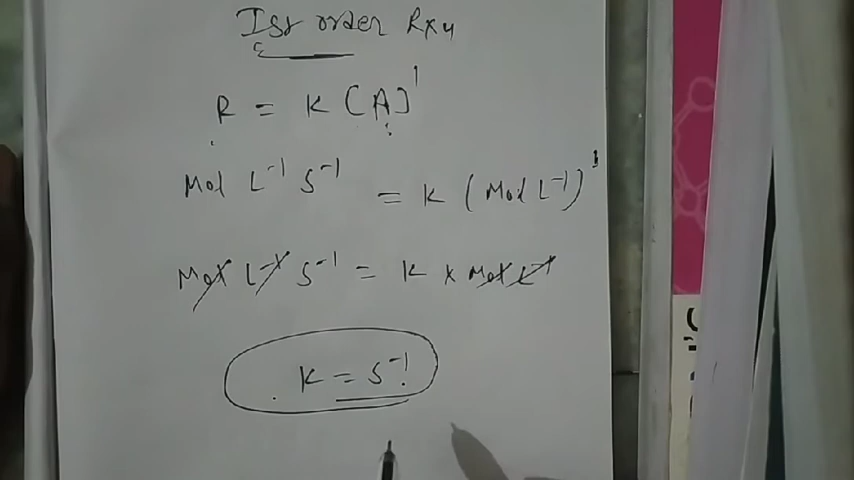 Ist order Rxn
R = K [A]¹
Mol L⁻¹ S⁻¹ = K (Mol L⁻¹)¹
Mol L⁻¹ S⁻¹ = K x Mol L⁻¹
K = S⁻¹